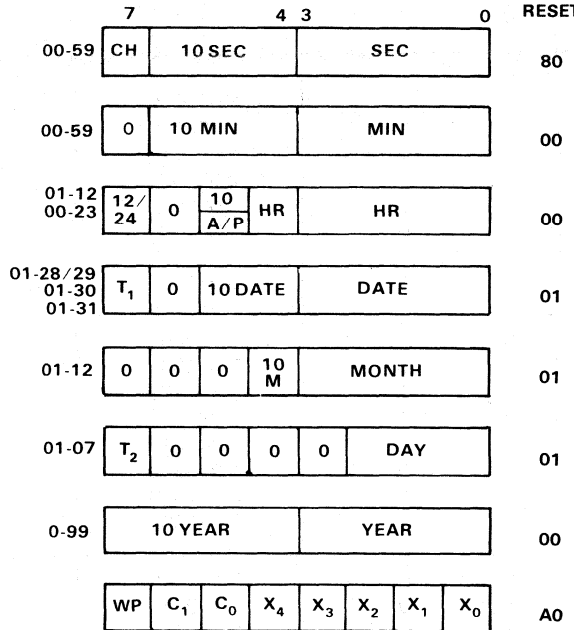 7 4 3 0 RESET
00-59 CH 10 SEC SEC 80
00-59 0 10 MIN MIN 00
01-12
00-23 12/24 0 10 A/P HR HR 00
01-28/29
01-30
01-31 T1 0 10 DATE DATE 01
01-12 0 0 0 10 M MONTH 01
01-07 T2 0 0 0 0 DAY 01
0-99 10 YEAR YEAR 00
WP C1 C0 X4 X3 X2 X1 X0 A0